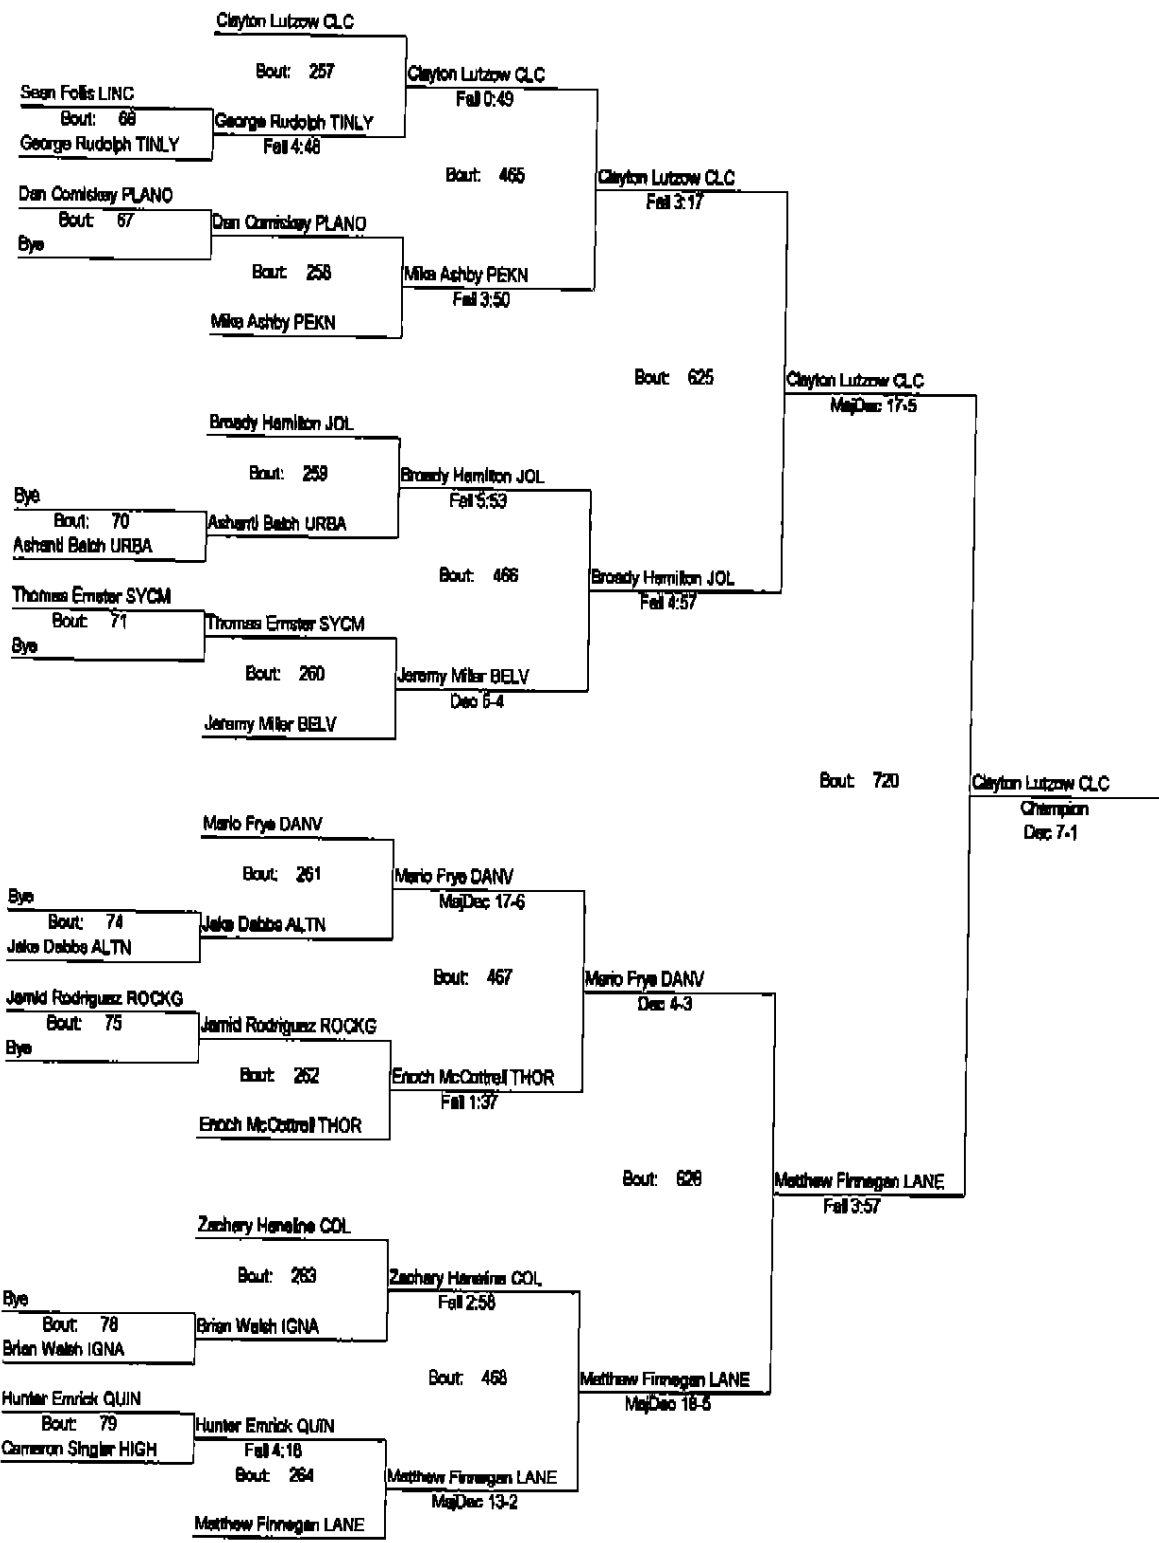 Clayton Lutzow CLC
Bout: 257
Clayton Lutzow CLC
Fall 0:49
Sean Follis LINC
Bout: 66
George Rudolph TINLY
George Rudolph TINLY
Fall 4:48
Bout: 465
Clayton Lutzow CLC
Fall 3:17
Dan Comiskey PLANO
Bout: 67
Bye
Dan Comiskey PLANO
Bout: 258
Mike Ashby PEKN
Fall 3:50
Mike Ashby PEKN
Bout: 625
Clayton Lutzow CLC
MajDec 17-5
Broady Hamilton JOL
Bout: 259
Broady Hamilton JOL
Fall 5:53
Bye
Bout: 70
Ashanti Balch URBA
Ashanti Balch URBA
Bout: 466
Broady Hamilton JOL
Fall 4:57
Thomas Ernster SYCM
Bout: 71
Bye
Thomas Ernster SYCM
Bout: 260
Jeremy Miller BELV
Dec 5-4
Jeremy Miller BELV
Bout: 720
Clayton Lutzow CLC
Champion
Dec 7-1
Mario Frye DANV
Bout: 261
Mario Frye DANV
MajDec 17-6
Bye
Bout: 74
Jake Dabbs ALTN
Jake Dabbs ALTN
Bout: 467
Mario Frye DANV
Dec 4-3
Jamid Rodriguez ROCKG
Bout: 75
Bye
Jamid Rodriguez ROCKG
Bout: 262
Enoch McCottrell THOR
Fall 1:37
Enoch McCottrell THOR
Bout: 626
Matthew Finnegan LANE
Fall 3:57
Zachary Haneline COL
Bout: 263
Zachary Haneline COL
Fall 2:58
Bye
Bout: 78
Brian Walsh IGNA
Brian Walsh IGNA
Bout: 468
Matthew Finnegan LANE
MajDec 18-5
Hunter Emrick QUIN
Bout: 79
Cameron Singler HIGH
Hunter Emrick QUIN
Fall 4:18
Bout: 264
Matthew Finnegan LANE
MajDec 13-2
Matthew Finnegan LANE